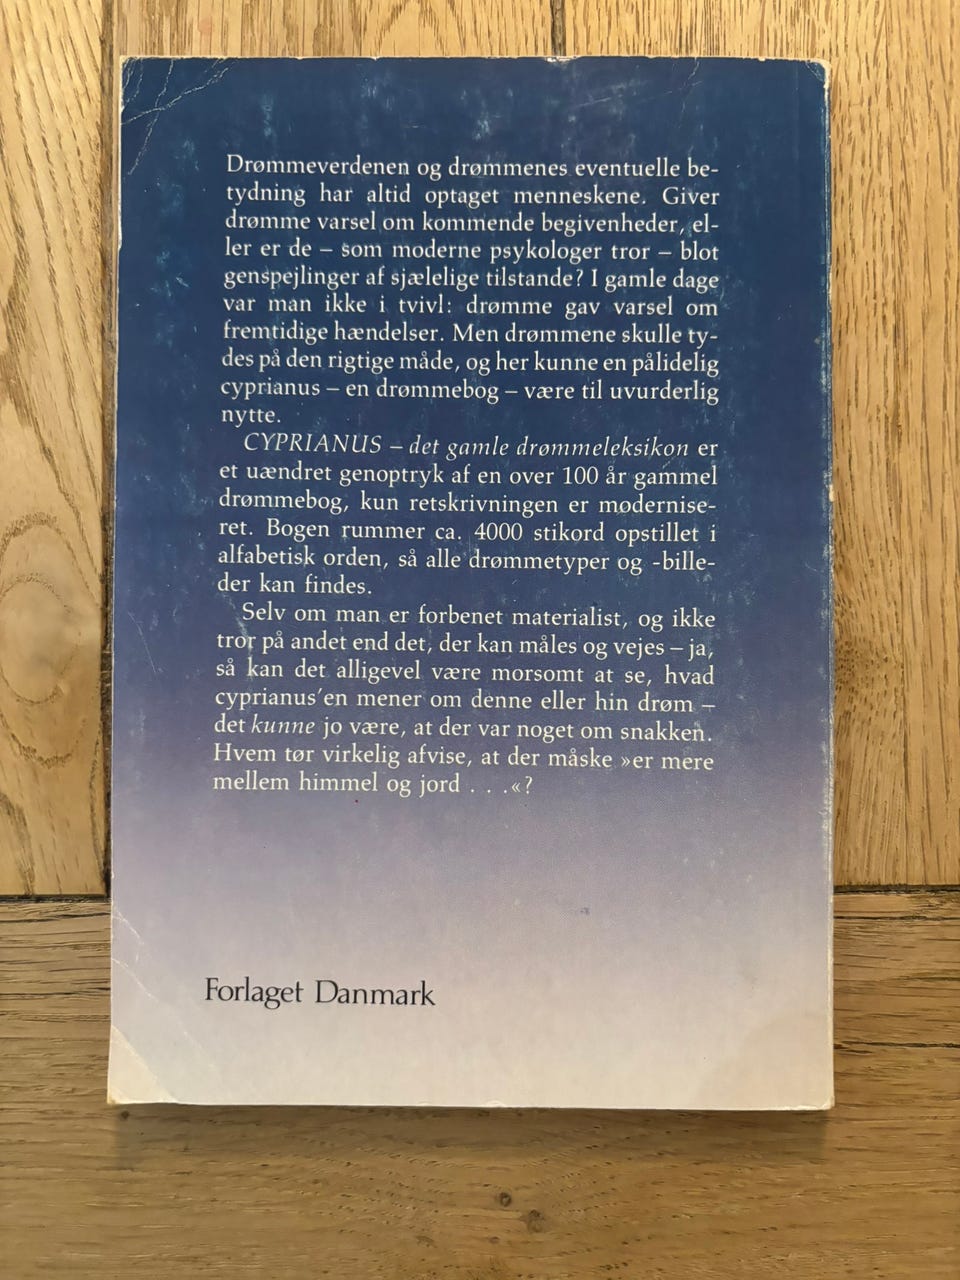 Drømmeverdenen og drømmenes eventuelle be-
tydning har altid optaget menneskene. Giver
drømme varsel om kommende begivenheder, el-
ler er de – som moderne psykologer tror – blot
genspejlinger af sjælelige tilstande? I gamle dage
var man ikke i tvivl: drømme gav varsel om
fremtidige hændelser. Men drømmene skulle ty-
des på den rigtige måde, og her kunne en pålidelig
cyprianus – en drømmebog – være til uvurderlig
nytte.
CYPRIANUS – det gamle drømmeleksikon er
et uændret genoptryk af en over 100 år gammel
drømmebog, kun retskrivningen er modernise-
ret. Bogen rummer ca. 4000 stikord opstillet i
alfabetisk orden, så alle drømmetyper og -bille-
der kan findes.
Selv om man er forbenet materialist, og ikke
tror på andet end det, der kan måles og vejes – ja,
så kan det alligevel være morsomt at se, hvad
cyprianus'en mener om denne eller hin drøm –
det kunne jo være, at der var noget om snakken.
Hvem tør virkelig afvise, at der måske »er mere
mellem himmel og jord . . .«?
Forlaget Danmark